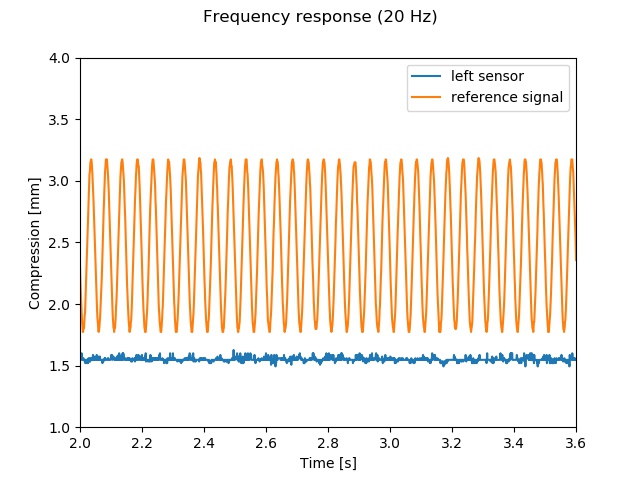 Frequency response (20 Hz)
left sensor
reference signal
4.0
3.5
3.0
2.5
2.0
1.5
1.0
Compression [mm]
2.0 2.2 2.4 2.6 2.8 3.0 3.2 3.4 3.6
Time [s]